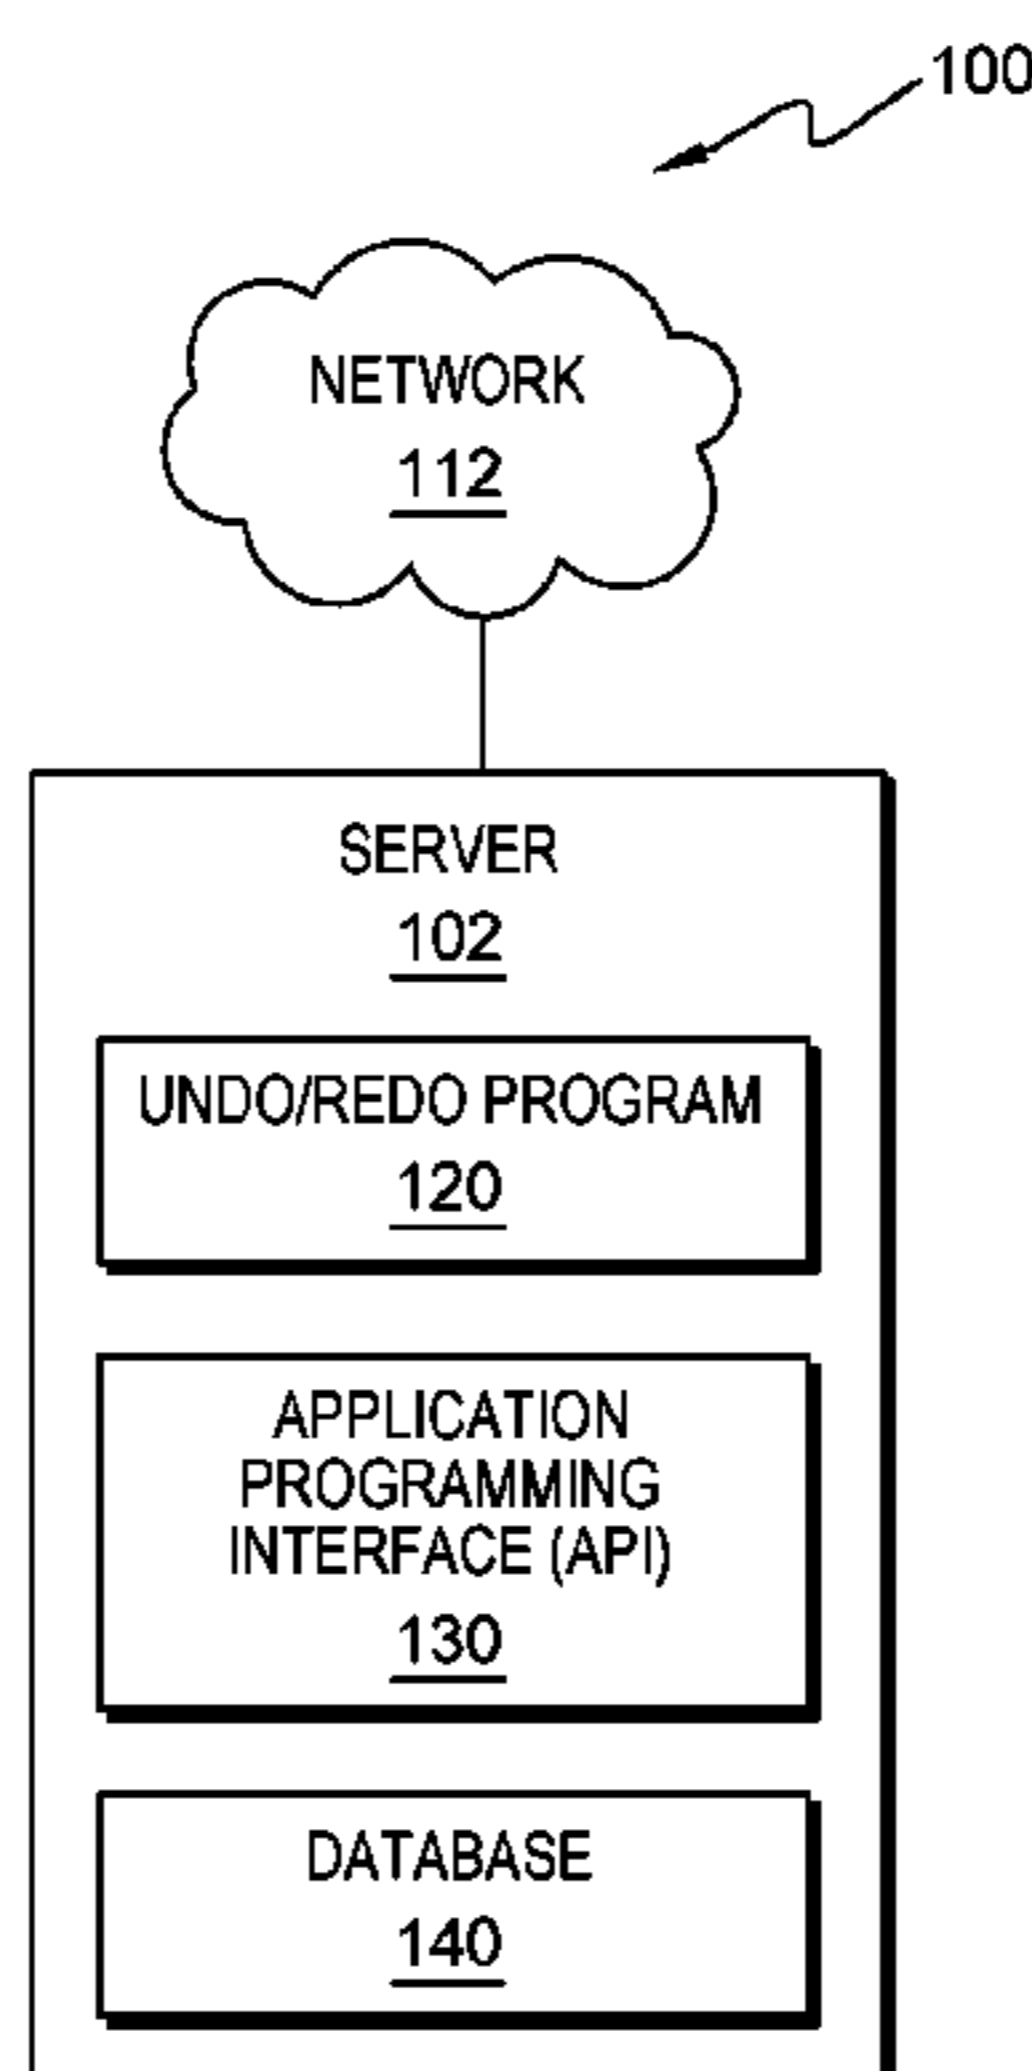 100
NETWORK
112
SERVER
102
UNDO/REDO PROGRAM
120
APPLICATION
PROGRAMMING
INTERFACE (API)
130
DATABASE
140